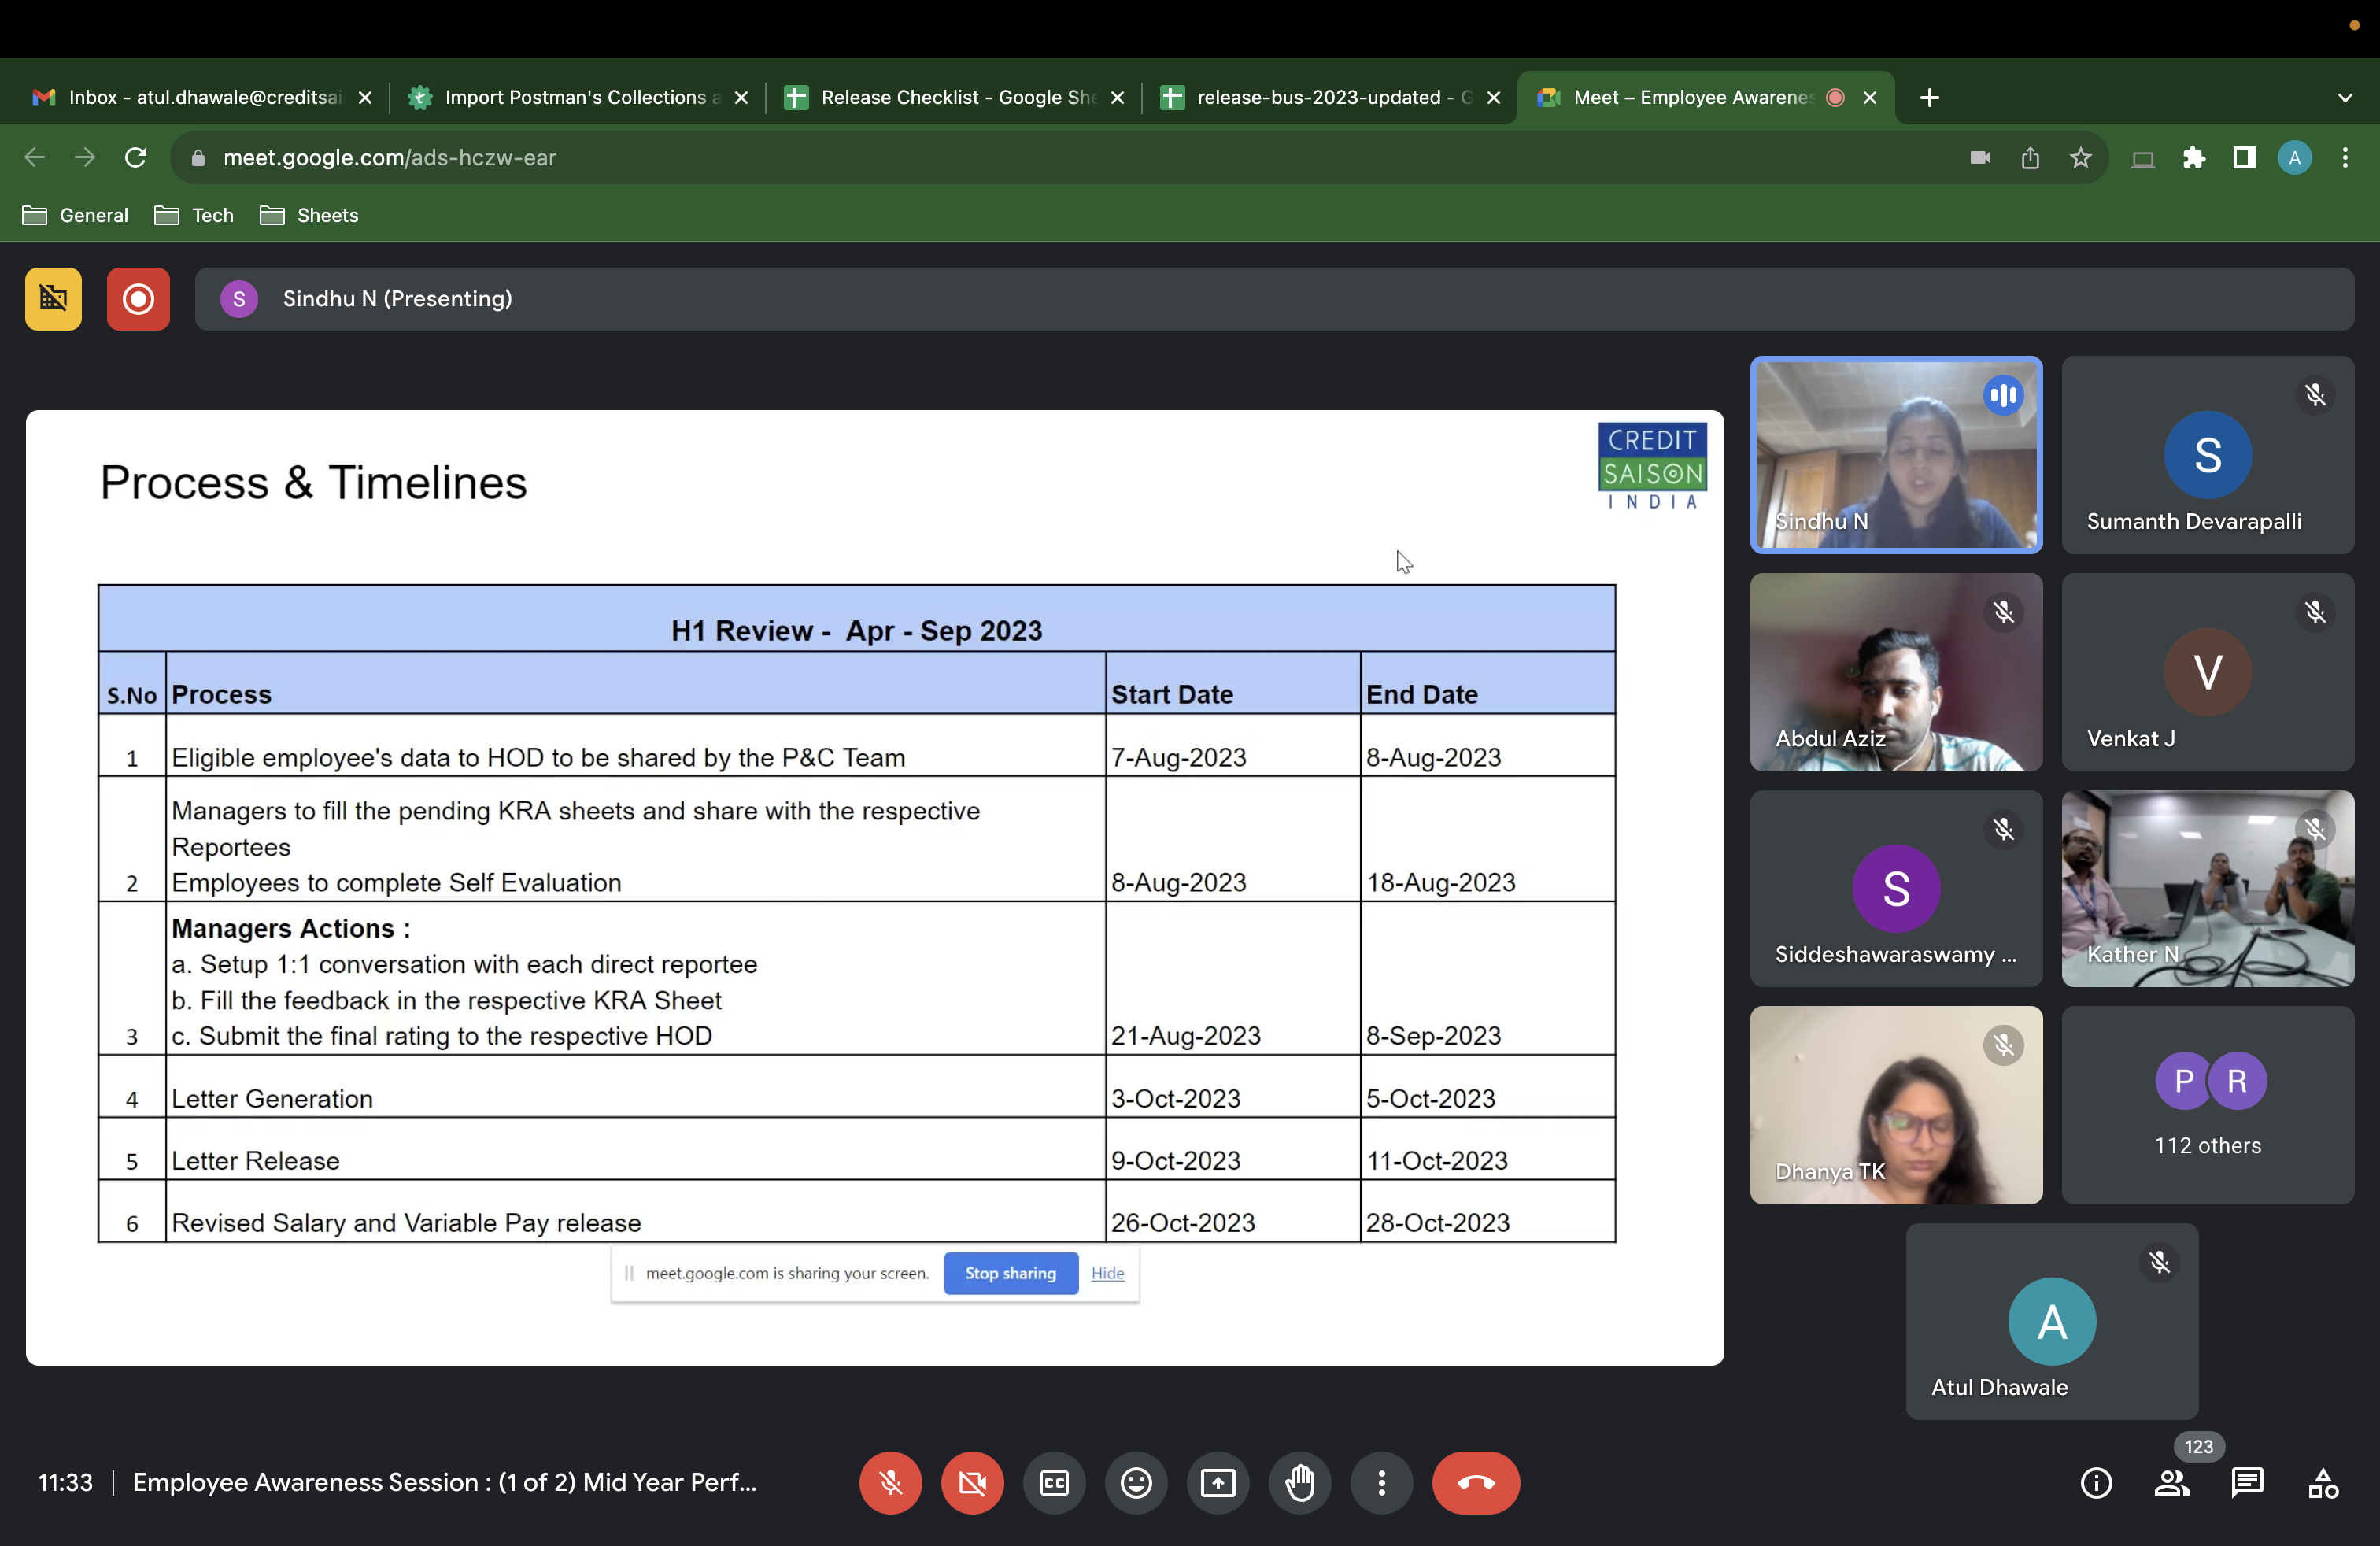 Inbox - atul.dhawale@creditsai
Import Postman's Collections a
Release Checklist - Google She
release-bus-2023-updated - G
Meet – Employee Awarenes
meet.google.com/ads-hczw-ear
A
General
Tech
Sheets
S
Sindhu N (Presenting)
Process & Timelines
CREDIT
SAISON
INDIA
H1 Review - Apr - Sep 2023
S.No Process Start Date End Date
1 Eligible employee's data to HOD to be shared by the P&C Team 7-Aug-2023 8-Aug-2023
Managers to fill the pending KRA sheets and share with the respective
Reportees
2 Employees to complete Self Evaluation 8-Aug-2023 18-Aug-2023
Managers Actions :
a. Setup 1:1 conversation with each direct reportee
b. Fill the feedback in the respective KRA Sheet
3 c. Submit the final rating to the respective HOD 21-Aug-2023 8-Sep-2023
4 Letter Generation 3-Oct-2023 5-Oct-2023
5 Letter Release 9-Oct-2023 11-Oct-2023
6 Revised Salary and Variable Pay release 26-Oct-2023 28-Oct-2023
meet.google.com is sharing your screen. Stop sharing Hide
Sindhu N
S
Sumanth Devarapalli
Abdul Aziz
V
Venkat J
S
Siddeshawaraswamy ...
Kather N
Dhanya TK
P R
112 others
A
Atul Dhawale
11:33
Employee Awareness Session : (1 of 2) Mid Year Perf...
CC
123